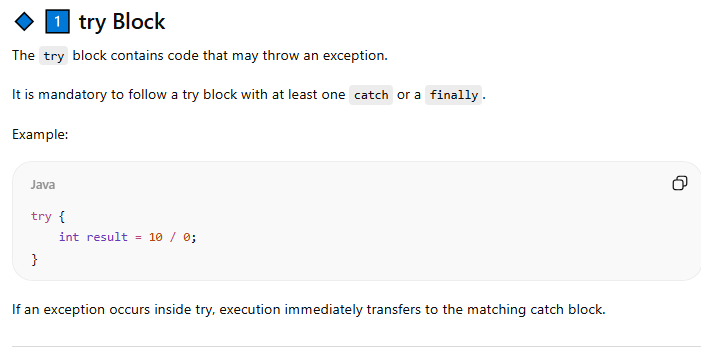 🔹 1️⃣ try Block
The try block contains code that may throw an exception.
It is mandatory to follow a try block with at least one catch or a finally.
Example:
Java
try {
    int result = 10 / 0;
}
If an exception occurs inside try, execution immediately transfers to the matching catch block.